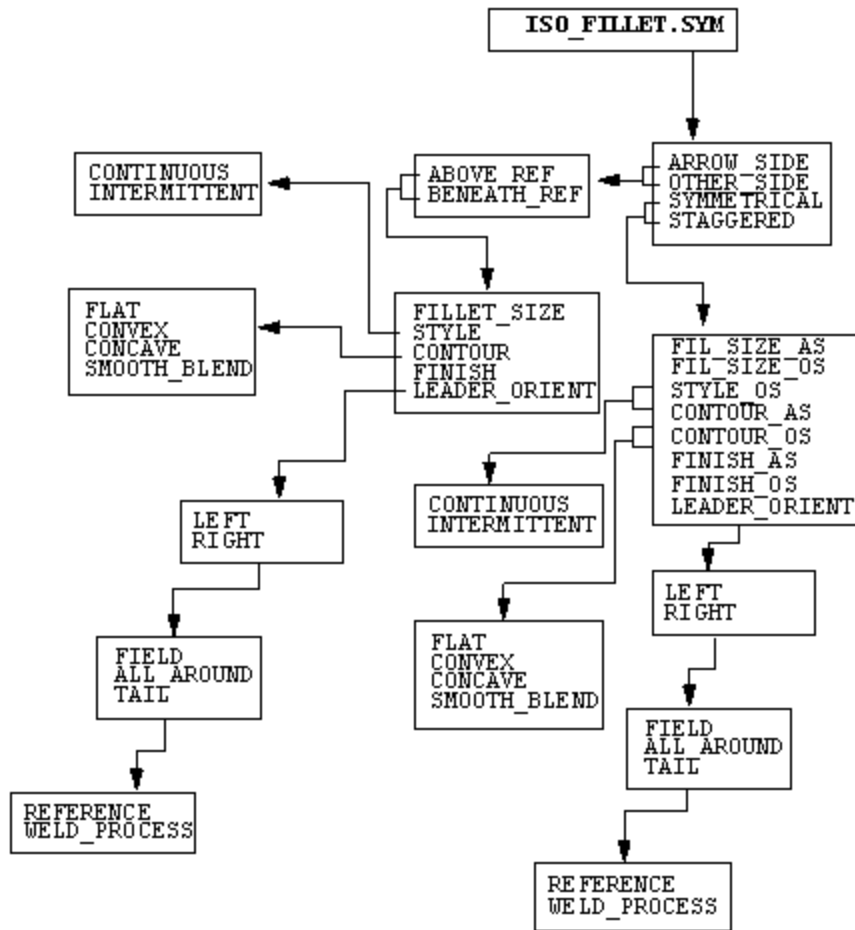 ISO_FILLET.SYM
CONTINUOUS
INTERMITTENT
ABOVE_REF
BENEATH_REF
ARROW_SIDE
OTHER_SIDE
SYMMETRICAL
STAGGERED
FLAT
CONVEX
CONCAVE
SMOOTH_BLEND
FILLET_SIZE
STYLE
CONTOUR
FINISH
LEADER_ORIENT
FIL_SIZE_AS
FIL_SIZE_OS
STYLE_OS
CONTOUR_AS
CONTOUR_OS
FINISH_AS
FINISH_OS
LEADER_ORIENT
LEFT
RIGHT
CONTINUOUS
INTERMITTENT
LEFT
RIGHT
FIELD
ALL_AROUND
TAIL
FLAT
CONVEX
CONCAVE
SMOOTH_BLEND
FIELD
ALL_AROUND
TAIL
REFERENCE
WELD_PROCESS
REFERENCE
WELD_PROCESS